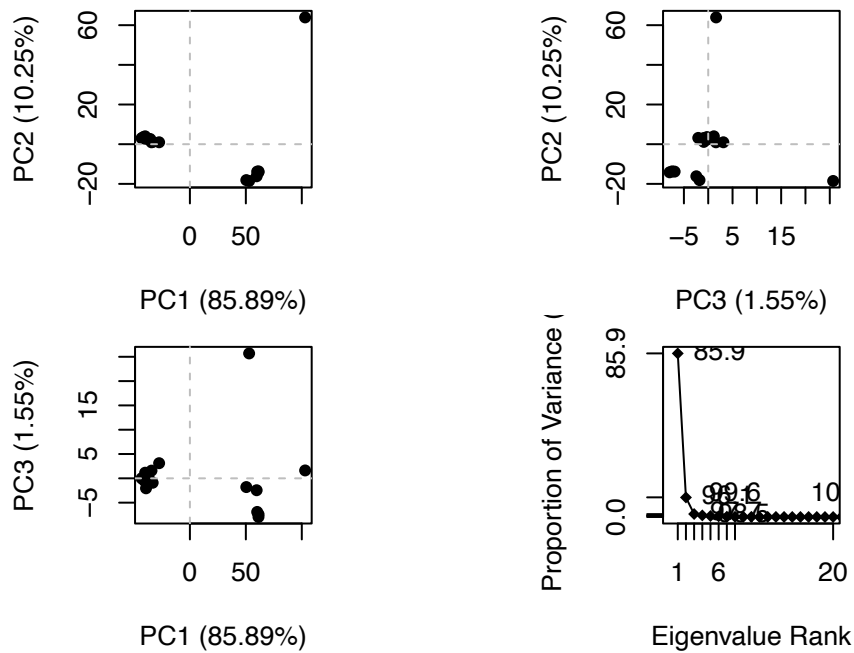 PC2 (10.25%)
60
20
−20
0 50
PC1 (85.89%)
PC2 (10.25%)
60
20
−20
−5 5 15
PC3 (1.55%)
PC3 (1.55%)
15
5
−5
0 50
PC1 (85.89%)
Proportion of Variance (
85.9
0.0
85.9
99.6
10
1 6 20
Eigenvalue Rank